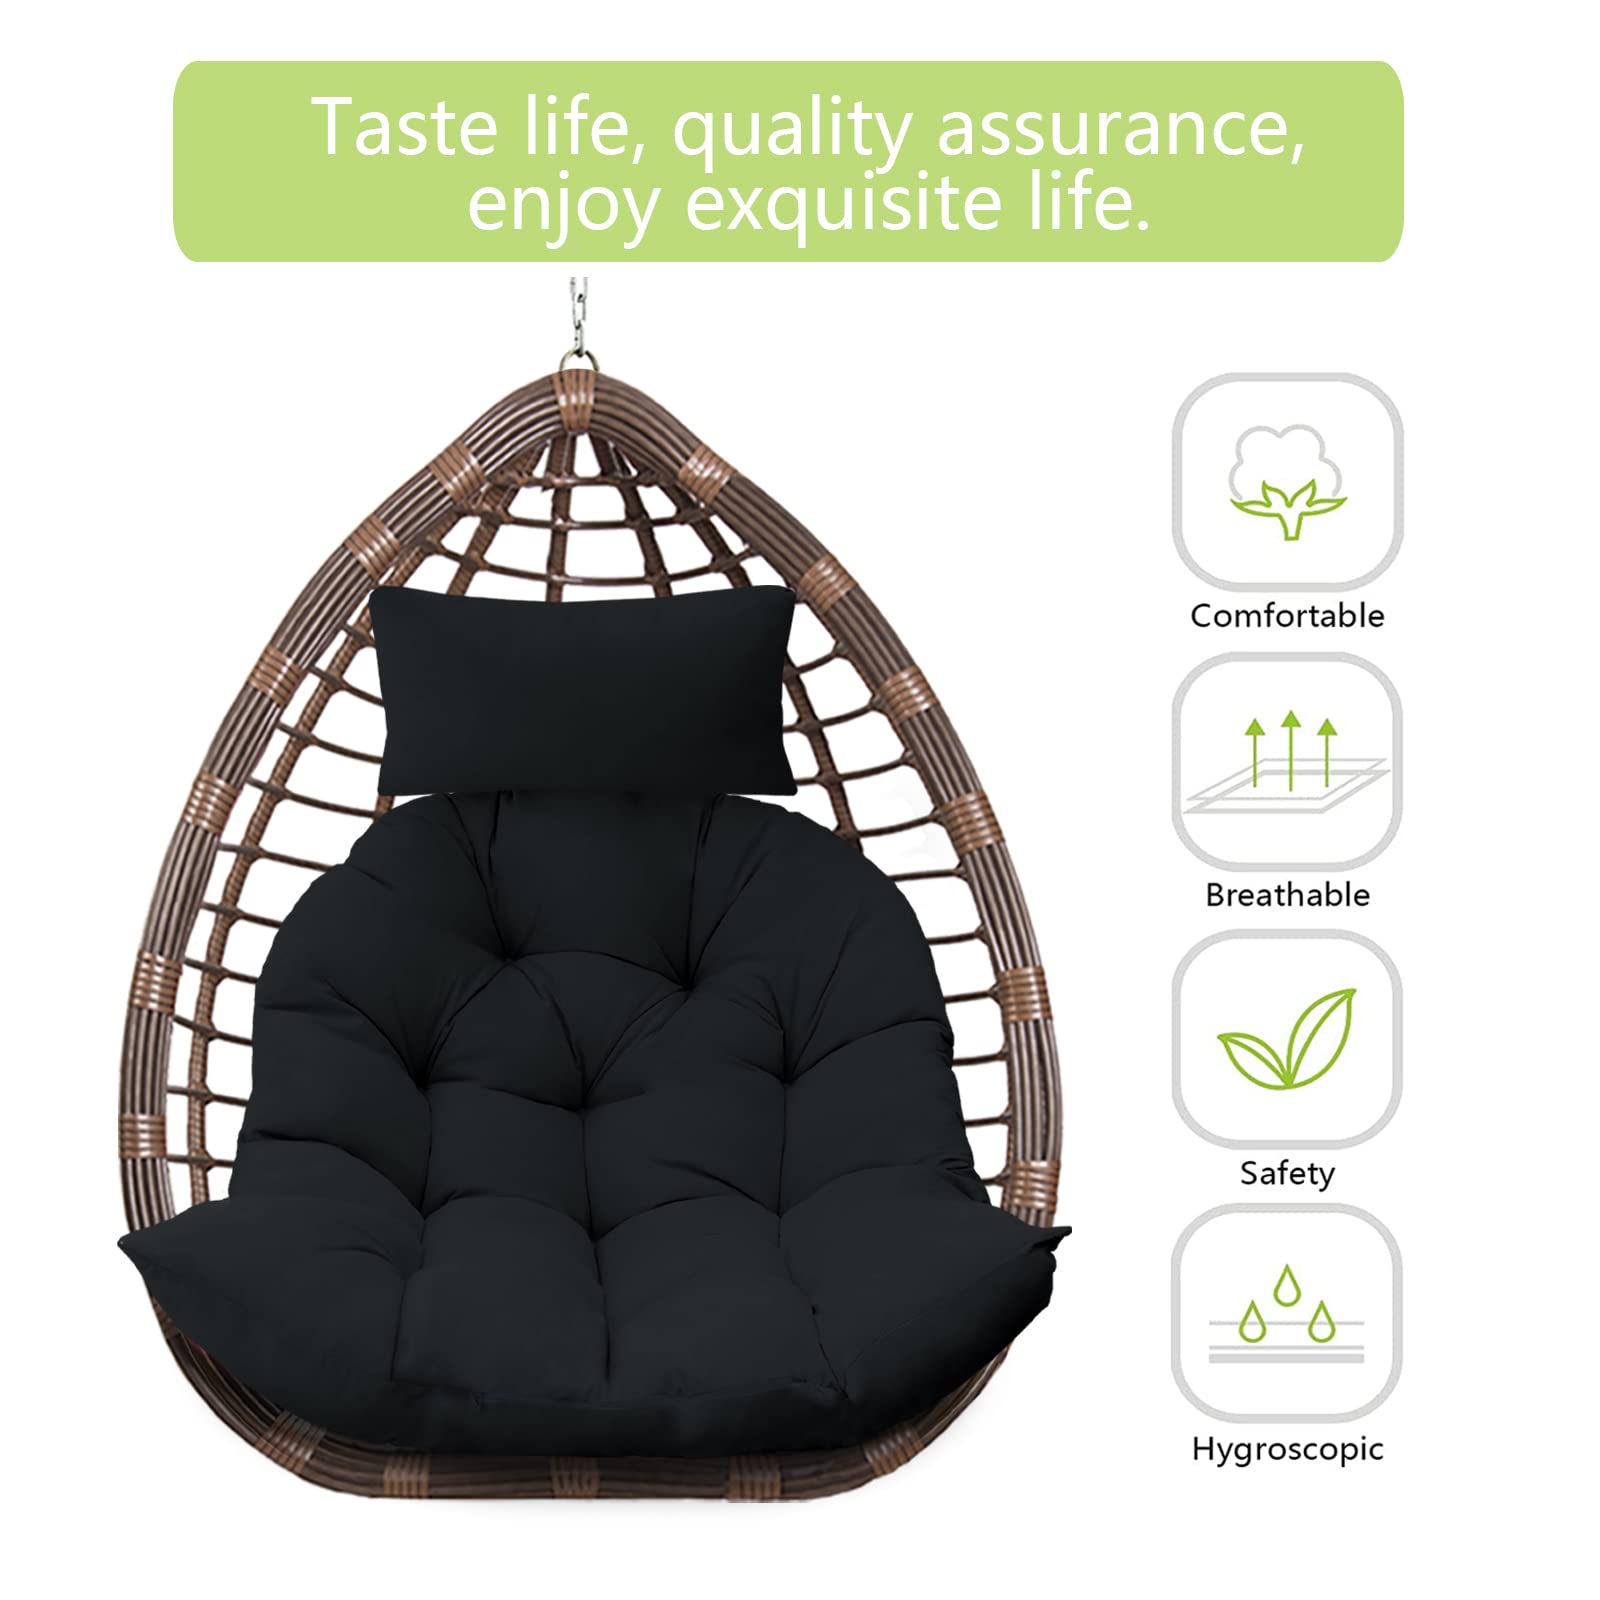 Taste life, quality assurance,
enjoy exquisite life.
Comfortable
Breathable
Safety
Hygroscopic